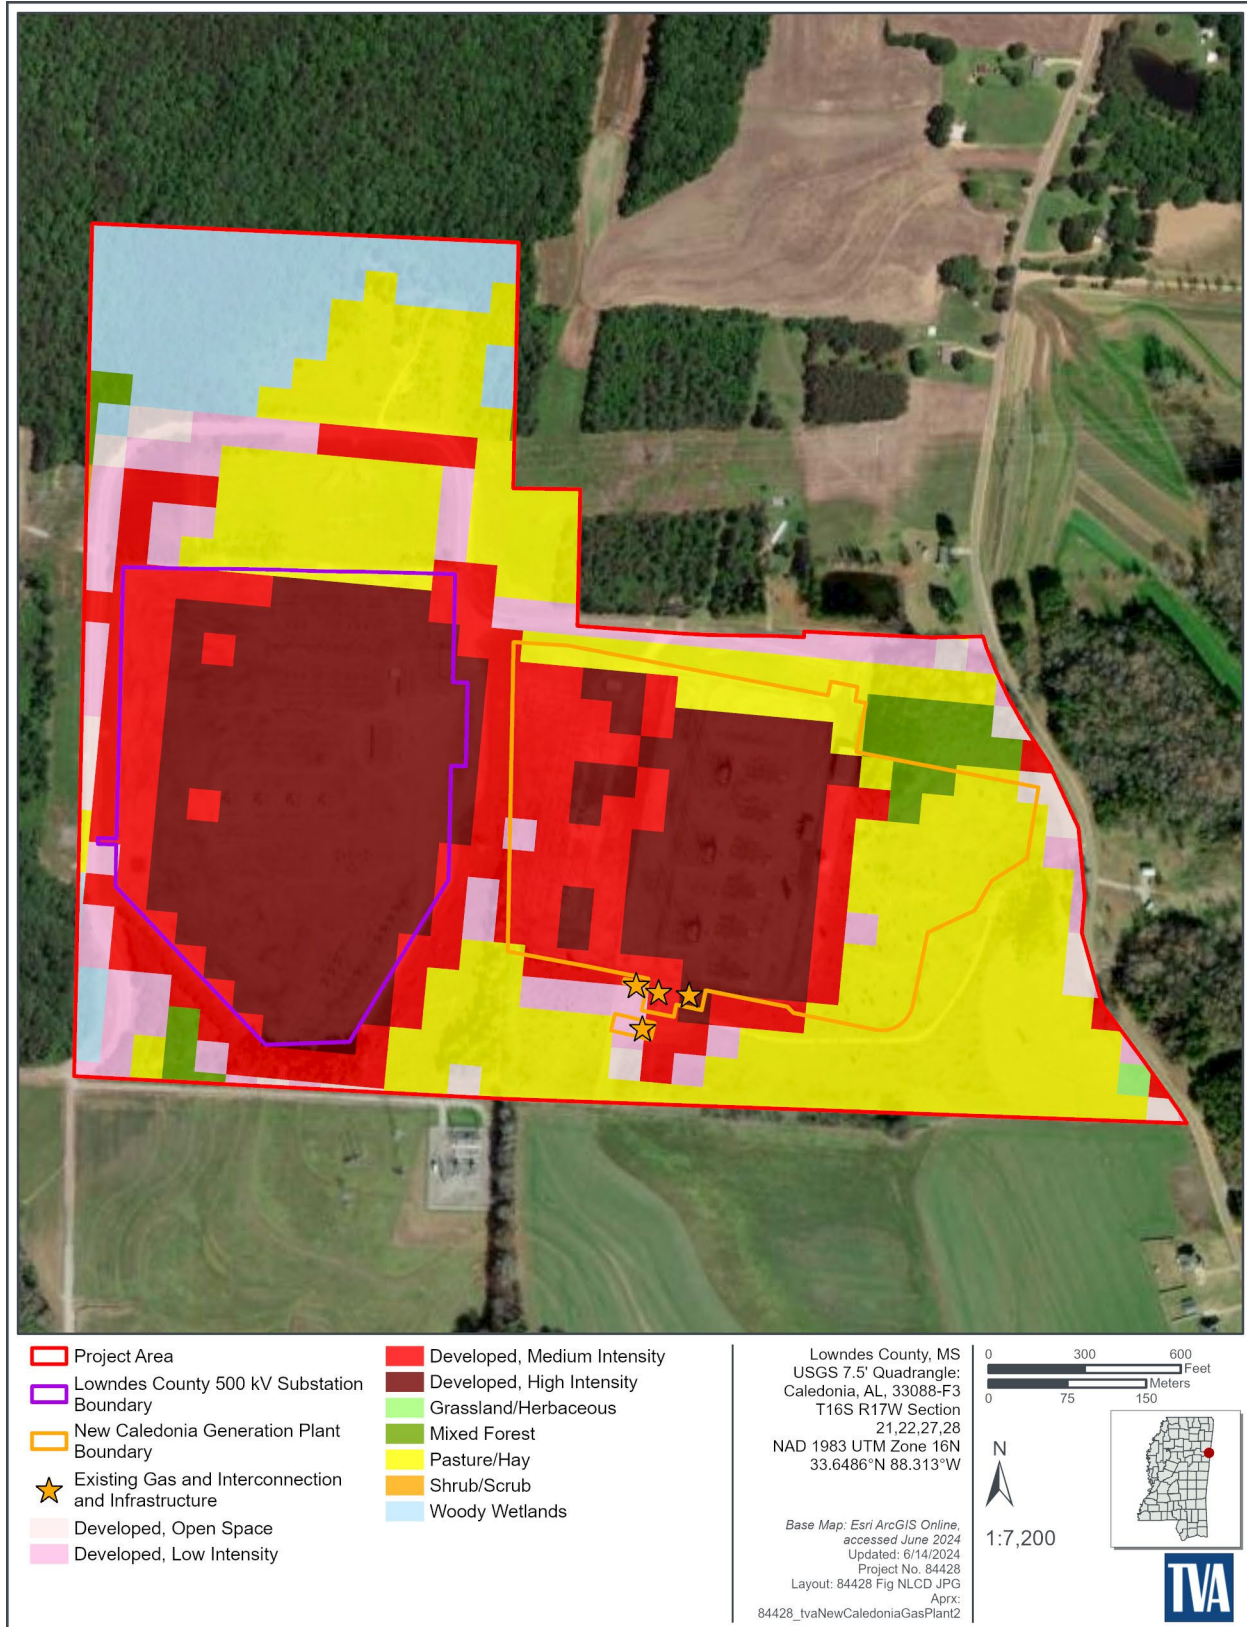 Project Area
Lowndes County 500 kV Substation
Boundary
New Caledonia Generation Plant
Boundary
Existing Gas and Interconnection
and Infrastructure
Developed, Open Space
Developed, Low Intensity
Developed, Medium Intensity
Developed, High Intensity
Grassland/Herbaceous
Mixed Forest
Pasture/Hay
Shrub/Scrub
Woody Wetlands
Lowndes County, MS
USGS 7.5' Quadrangle:
Caledonia, AL, 33088-F3
T16S R17W Section
21,22,27,28
NAD 1983 UTM Zone 16N
33.6486°N 88.313°W
Base Map: Esri ArcGIS Online,
accessed June 2024
Updated: 6/14/2024
Project No. 84428
Layout: 84428 Fig NLCD JPG
Aprx:
84428_tvaNewCaledoniaGasPlant2
0 300 600
Feet
Meters
0 75 150
N
1:7,200
TVA